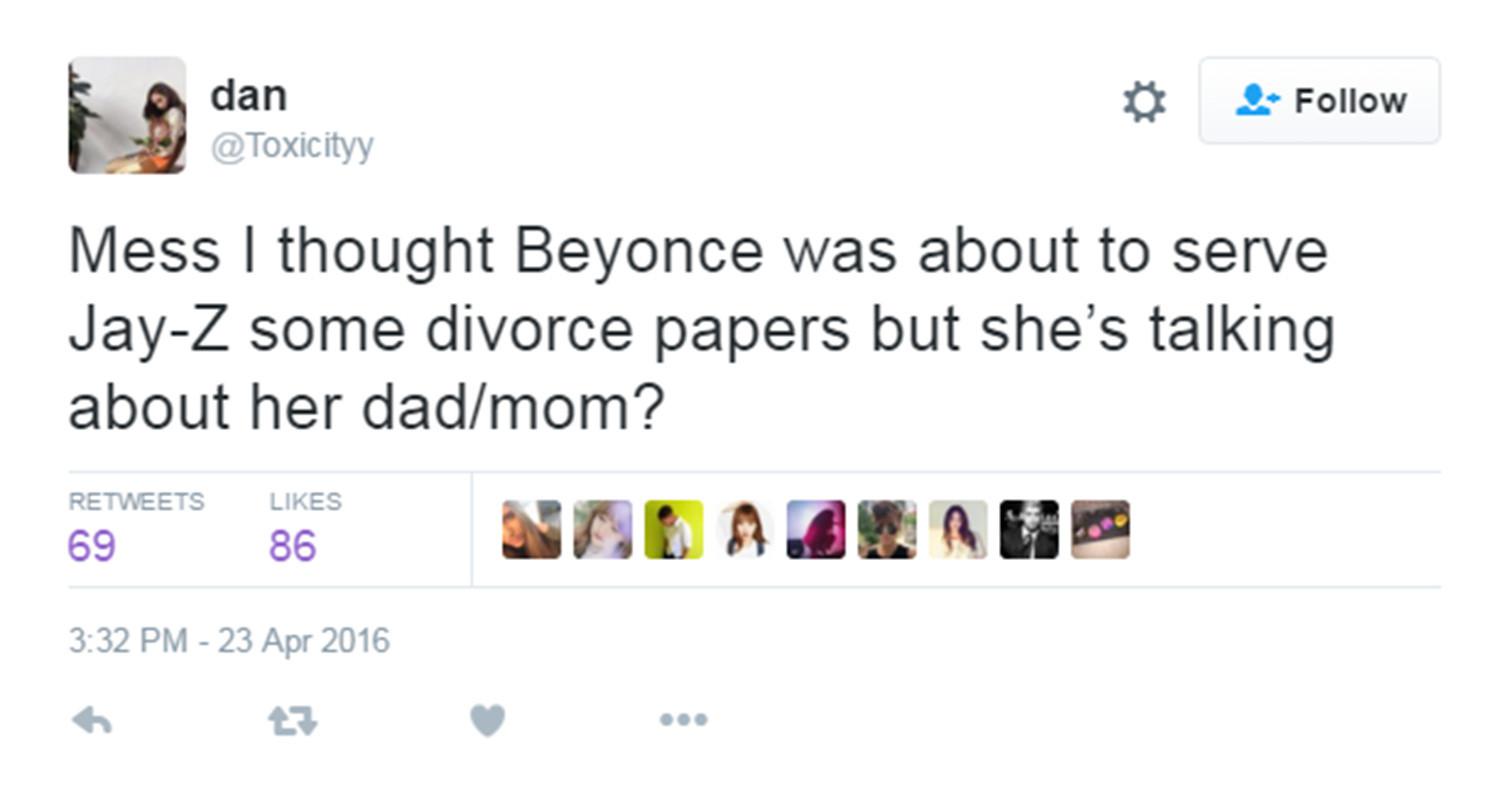 dan
@Toxicityy
Follow
Mess I thought Beyonce was about to serve
Jay-Z some divorce papers but she’s talking
about her dad/mom?
RETWEETS LIKES
69 86
3:32 PM - 23 Apr 2016